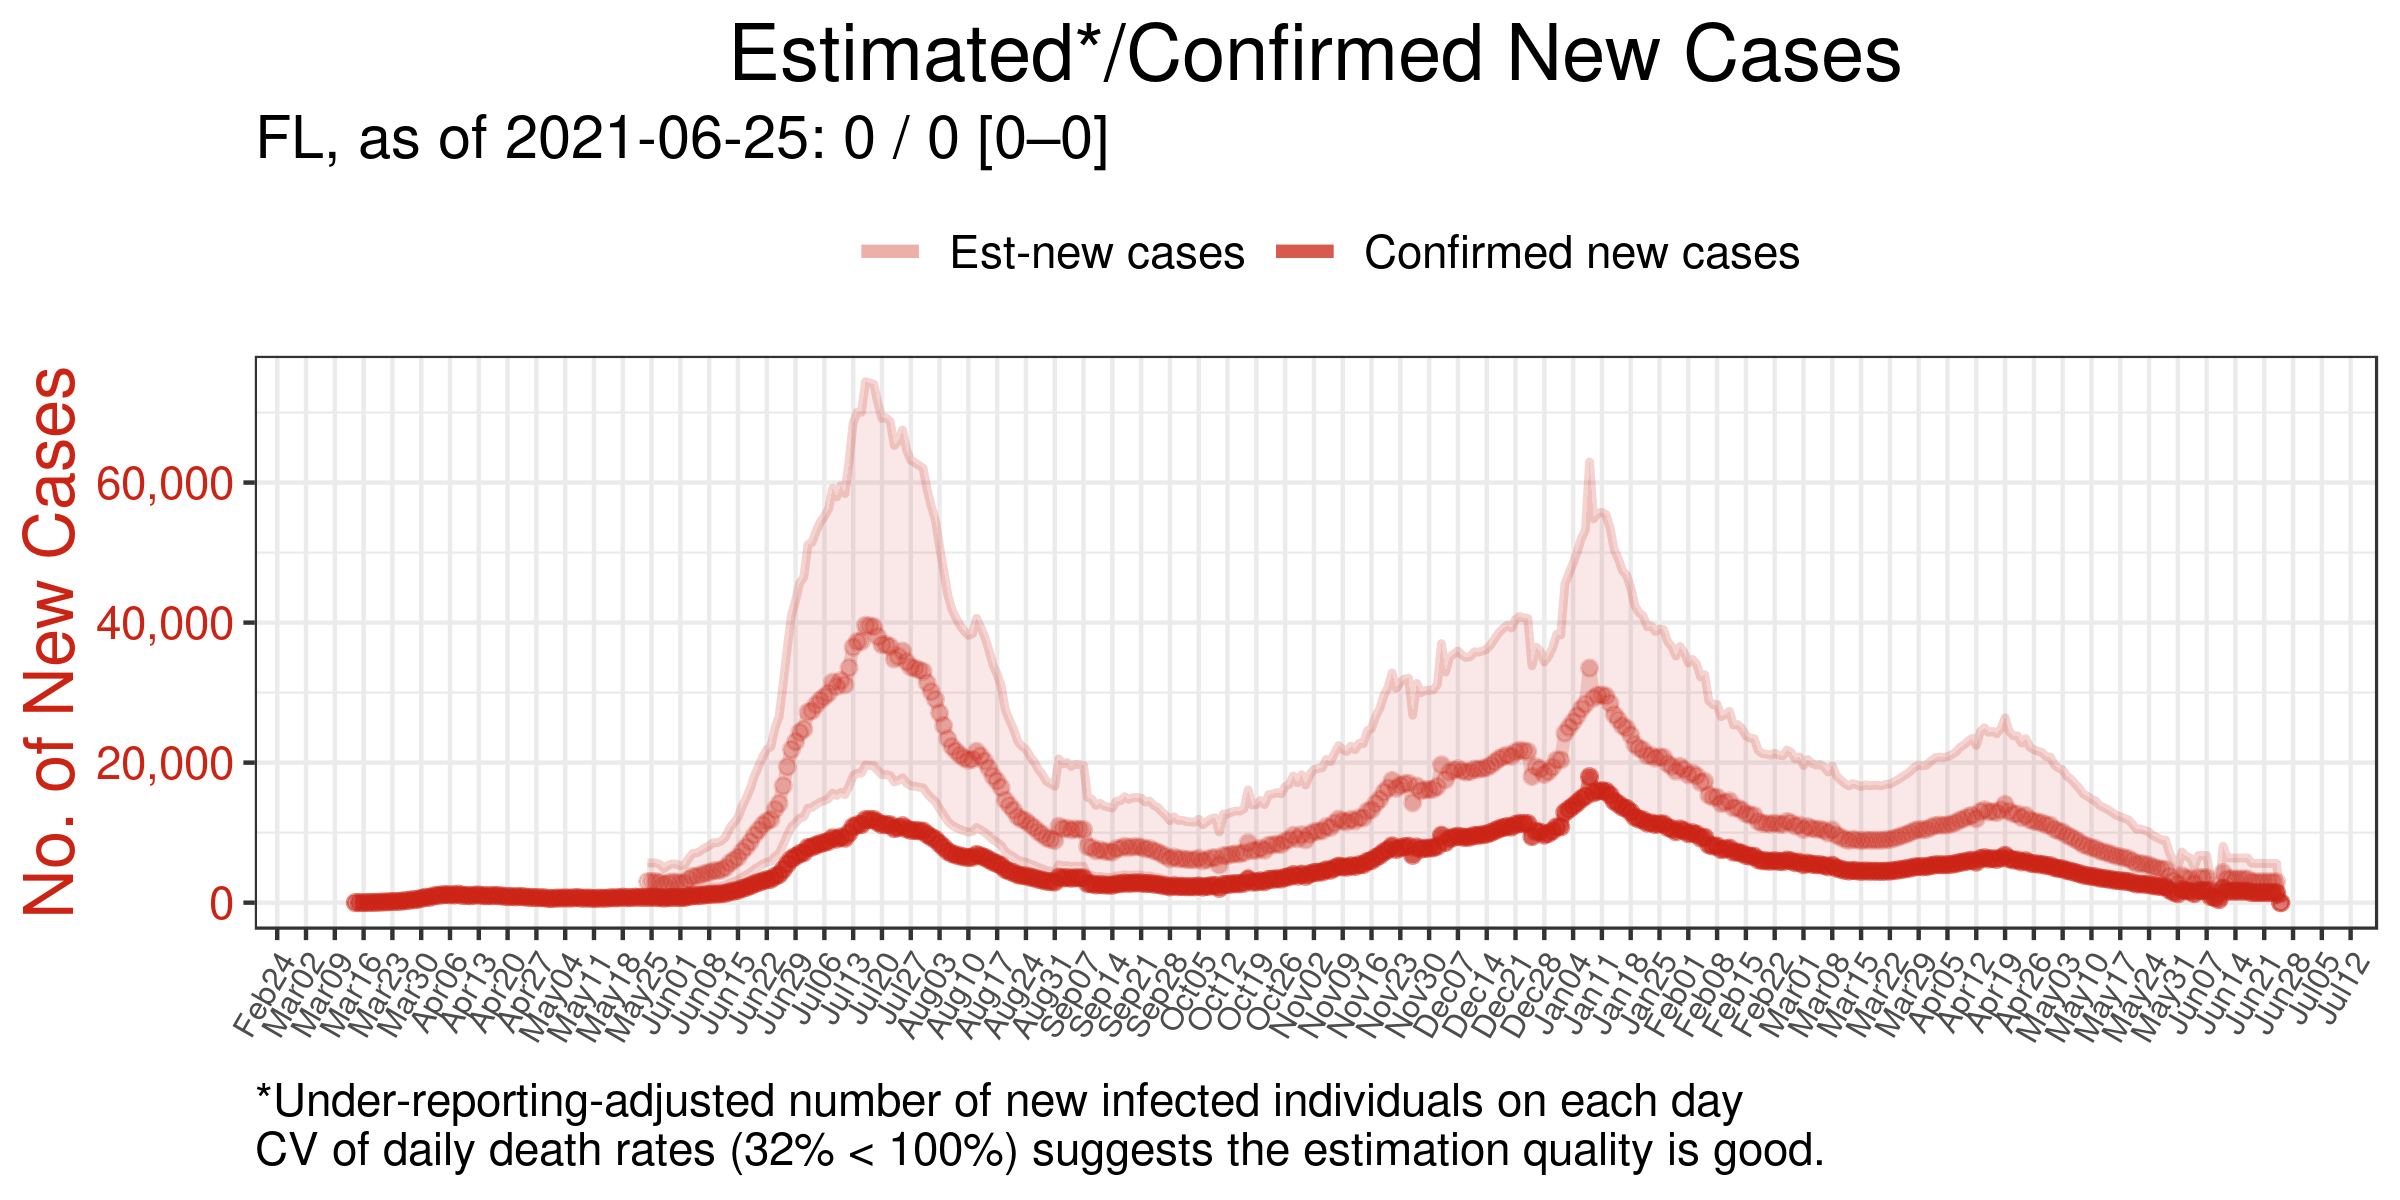 Estimated*/Confirmed New Cases
FL, as of 2021-06-25: 0 / 0 [0–0]
Est-new cases Confirmed new cases
No. of New Cases
60,000
40,000
20,000
0
Feb24 Mar02 Mar09 Mar16 Mar23 Mar30 Apr06 Apr13 Apr20 Apr27 May04 May11 May18 May25 Jun01 Jun08 Jun15 Jun22 Jun29 Jul06 Jul13 Jul20 Jul27 Aug03 Aug10 Aug17 Aug24 Aug31 Sep07 Sep14 Sep21 Sep28 Oct05 Oct12 Oct19 Oct26 Nov02 Nov09 Nov16 Nov23 Nov30 Dec07 Dec14 Dec21 Dec28 Jan04 Jan11 Jan18 Jan25 Feb01 Feb08 Feb15 Feb22 Mar01 Mar08 Mar15 Mar22 Mar29 Apr05 Apr12 Apr19 Apr26 May03 May10 May17 May24 May31 Jun07 Jun14 Jun21 Jun28 Jul05 Jul12
*Under-reporting-adjusted number of new infected individuals on each day
CV of daily death rates (32% < 100%) suggests the estimation quality is good.